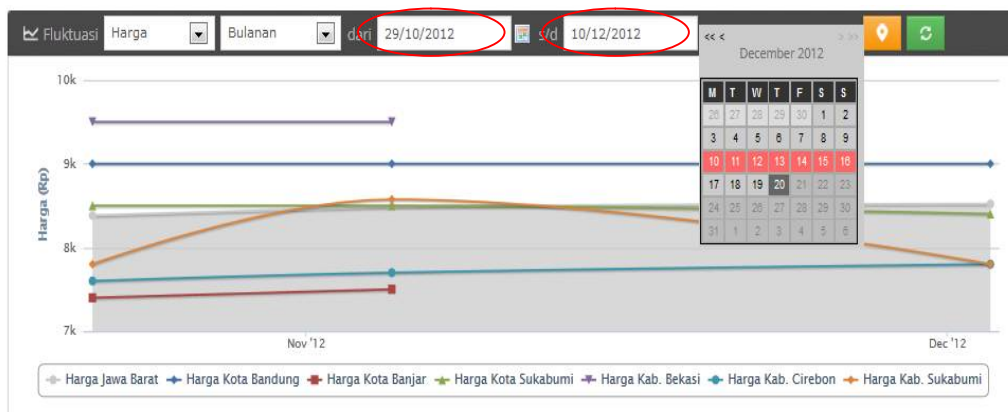 Fluktuasi Harga Bulanan dari 29/10/2012 s/d 10/12/2012
<< < > >>
December 2012
M T W T F S S
26 27 28 29 30 1 2
3 4 5 6 7 8 9
10 11 12 13 14 15 16
17 18 19 20 21 22 23
24 25 26 27 28 29 30
31 1 2 3 4 5 6
10k
9k
8k
7k
Harga (Rp)
Nov '12 Dec '12
Harga Jawa Barat Harga Kota Bandung Harga Kota Banjar Harga Kota Sukabumi Harga Kab. Bekasi Harga Kab. Cirebon Harga Kab. Sukabumi